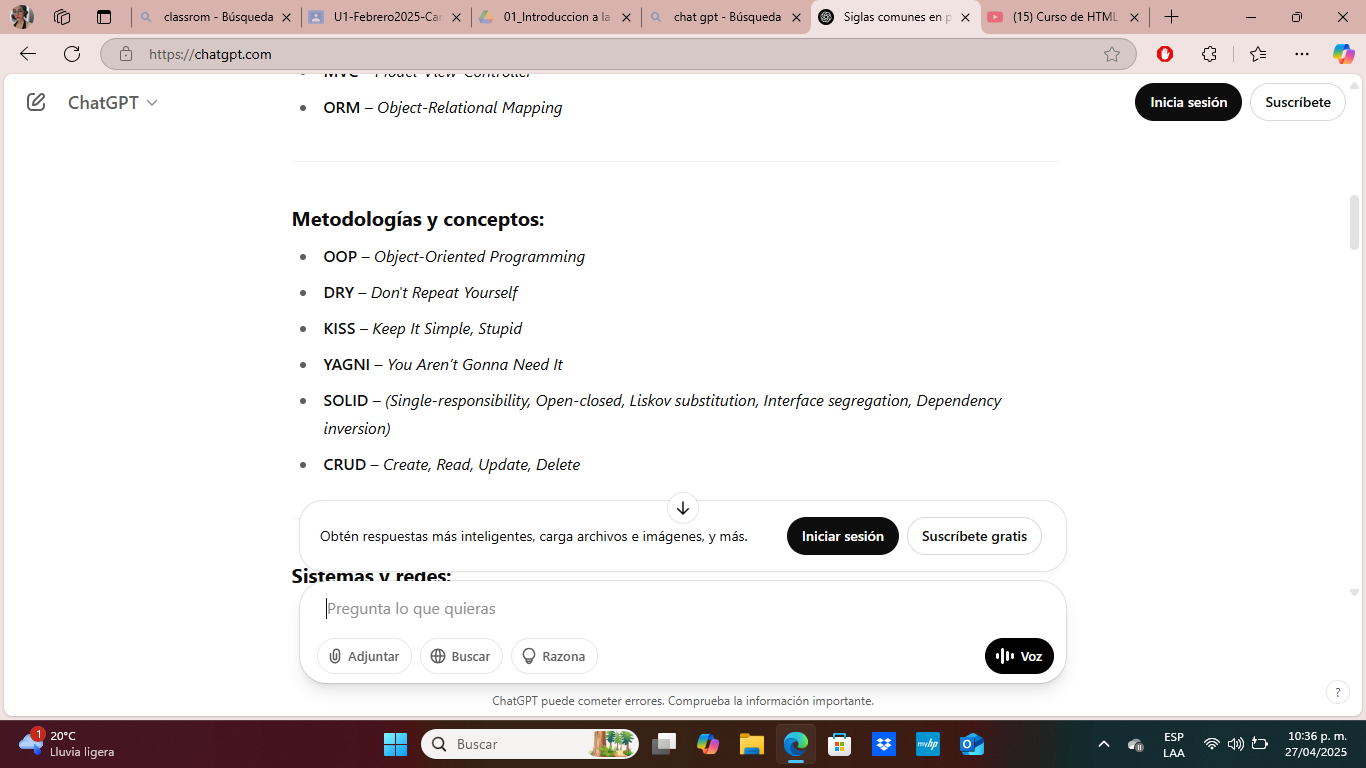 classrom - Búsqueda
U1-Febrero2025-Car
01_Introduccion a la
chat gpt - Búsqueda
Siglas comunes en p
(15) Curso de HTML
https://chatgpt.com
ChatGPT
Inicia sesión
Suscríbete
MVC – Model-View-Controller
ORM – Object-Relational Mapping
Metodologías y conceptos:
OOP – Object-Oriented Programming
DRY – Don't Repeat Yourself
KISS – Keep It Simple, Stupid
YAGNI – You Aren’t Gonna Need It
SOLID – (Single-responsibility, Open-closed, Liskov substitution, Interface segregation, Dependency
inversion)
CRUD – Create, Read, Update, Delete
Obtén respuestas más inteligentes, carga archivos e imágenes, y más.
Iniciar sesión
Suscríbete gratis
Sistemas y redes:
Pregunta lo que quieras
Adjuntar
Buscar
Razona
Voz
ChatGPT puede cometer errores. Comprueba la información importante.
?
1
20°C
Lluvia ligera
Buscar
myhp
ESP
LAA
10:36 p. m.
27/04/2025